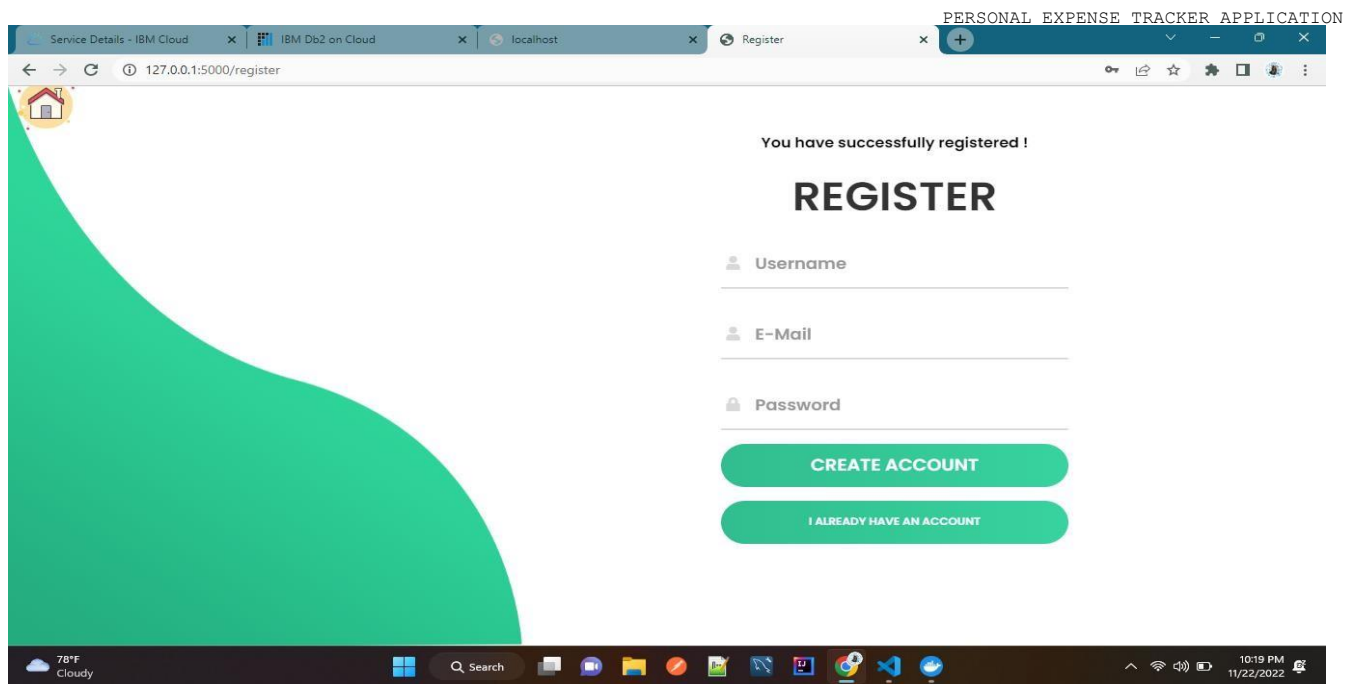 PERSONAL EXPENSE TRACKER APPLICATION
Service Details - IBM Cloud
IBM Db2 on Cloud
localhost
Register
127.0.0.1:5000/register
You have successfully registered !
REGISTER
Username
E-Mail
Password
CREATE ACCOUNT
I ALREADY HAVE AN ACCOUNT
78°F
Cloudy
Search
10:19 PM
11/22/2022